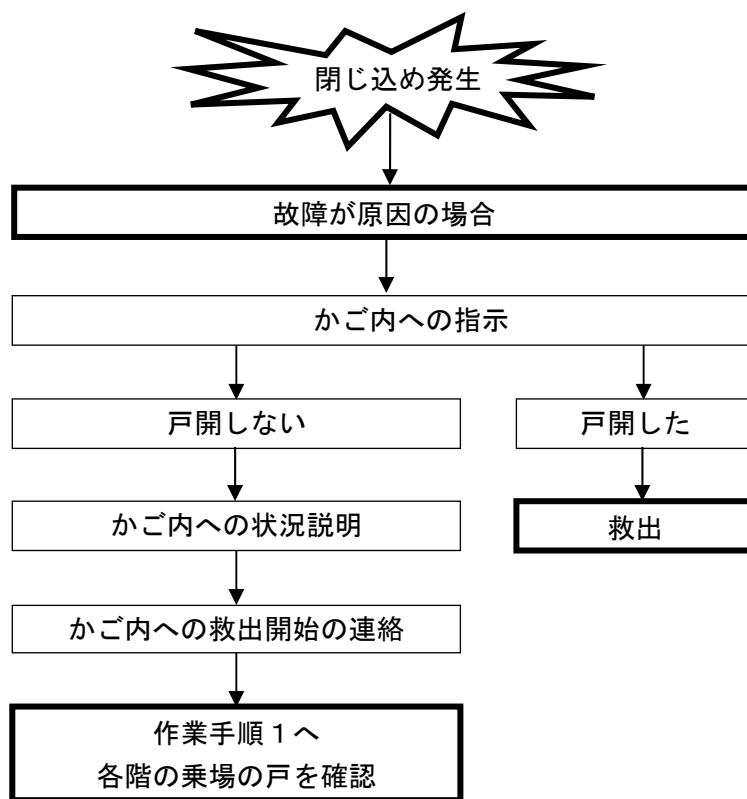 閉じ込め発生
故障が原因の場合
かご内への指示
戸開しない
戸開した
かご内への状況説明
救出
かご内への救出開始の連絡
作業手順１へ
各階の乗場の戸を確認